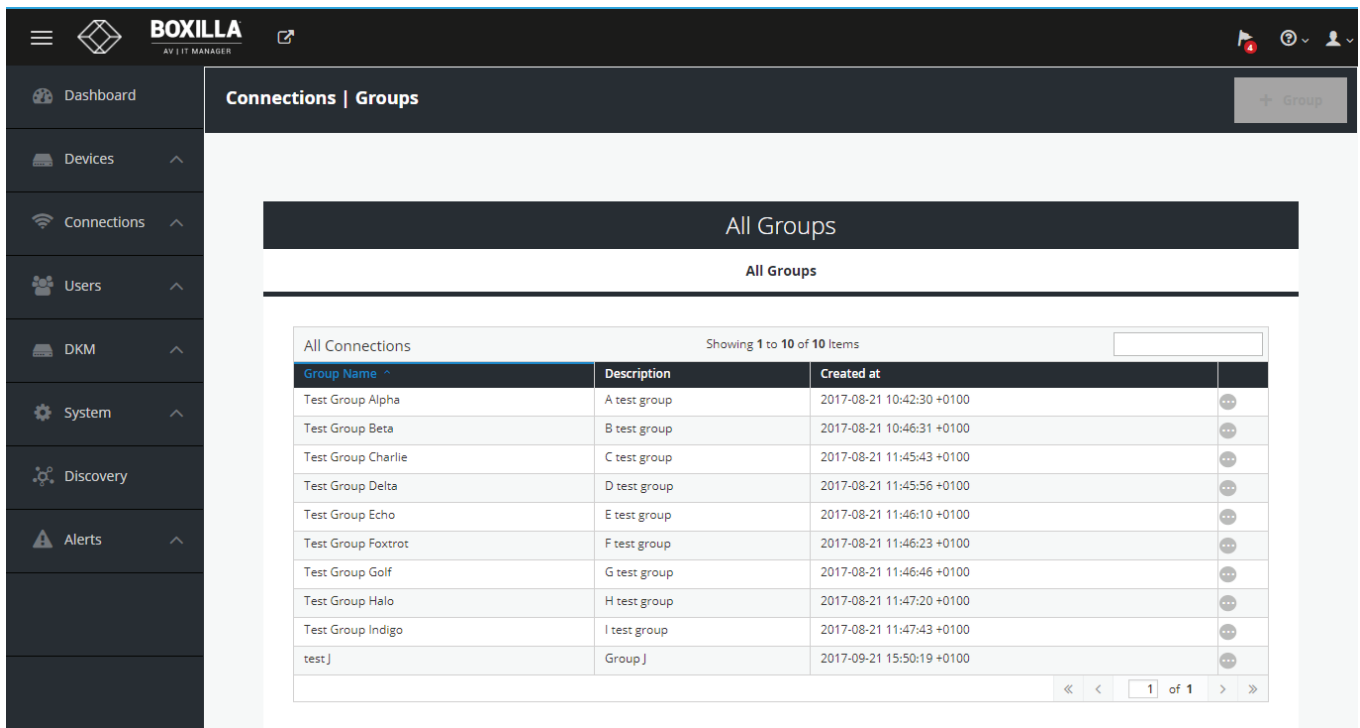 BOXILLA
AV | IT MANAGER
4
Dashboard
Devices
Connections
Users
DKM
System
Discovery
Alerts
Connections | Groups
+ Group
All Groups
All Groups
All Connections Showing 1 to 10 of 10 Items
Group Name Description Created at
Test Group Alpha A test group 2017-08-21 10:42:30 +0100
Test Group Beta B test group 2017-08-21 10:46:31 +0100
Test Group Charlie C test group 2017-08-21 11:45:43 +0100
Test Group Delta D test group 2017-08-21 11:45:56 +0100
Test Group Echo E test group 2017-08-21 11:46:10 +0100
Test Group Foxtrot F test group 2017-08-21 11:46:23 +0100
Test Group Golf G test group 2017-08-21 11:46:46 +0100
Test Group Halo H test group 2017-08-21 11:47:20 +0100
Test Group Indigo I test group 2017-08-21 11:47:43 +0100
test J Group J 2017-09-21 15:50:19 +0100
« < 1 of 1 > »